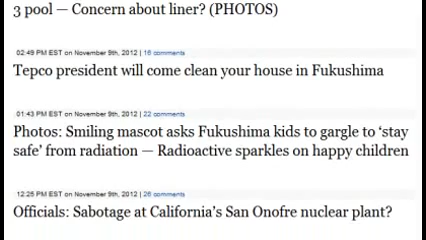 3 pool — Concern about liner? (PHOTOS)
02:49 PM EST on November 9th, 2012 | 16 comments
Tepco president will come clean your house in Fukushima
01:43 PM EST on November 9th, 2012 | 22 comments
Photos: Smiling mascot asks Fukushima kids to gargle to ‘stay
safe’ from radiation — Radioactive sparkles on happy children
12:25 PM EST on November 9th, 2012 | 26 comments
Officials: Sabotage at California’s San Onofre nuclear plant?